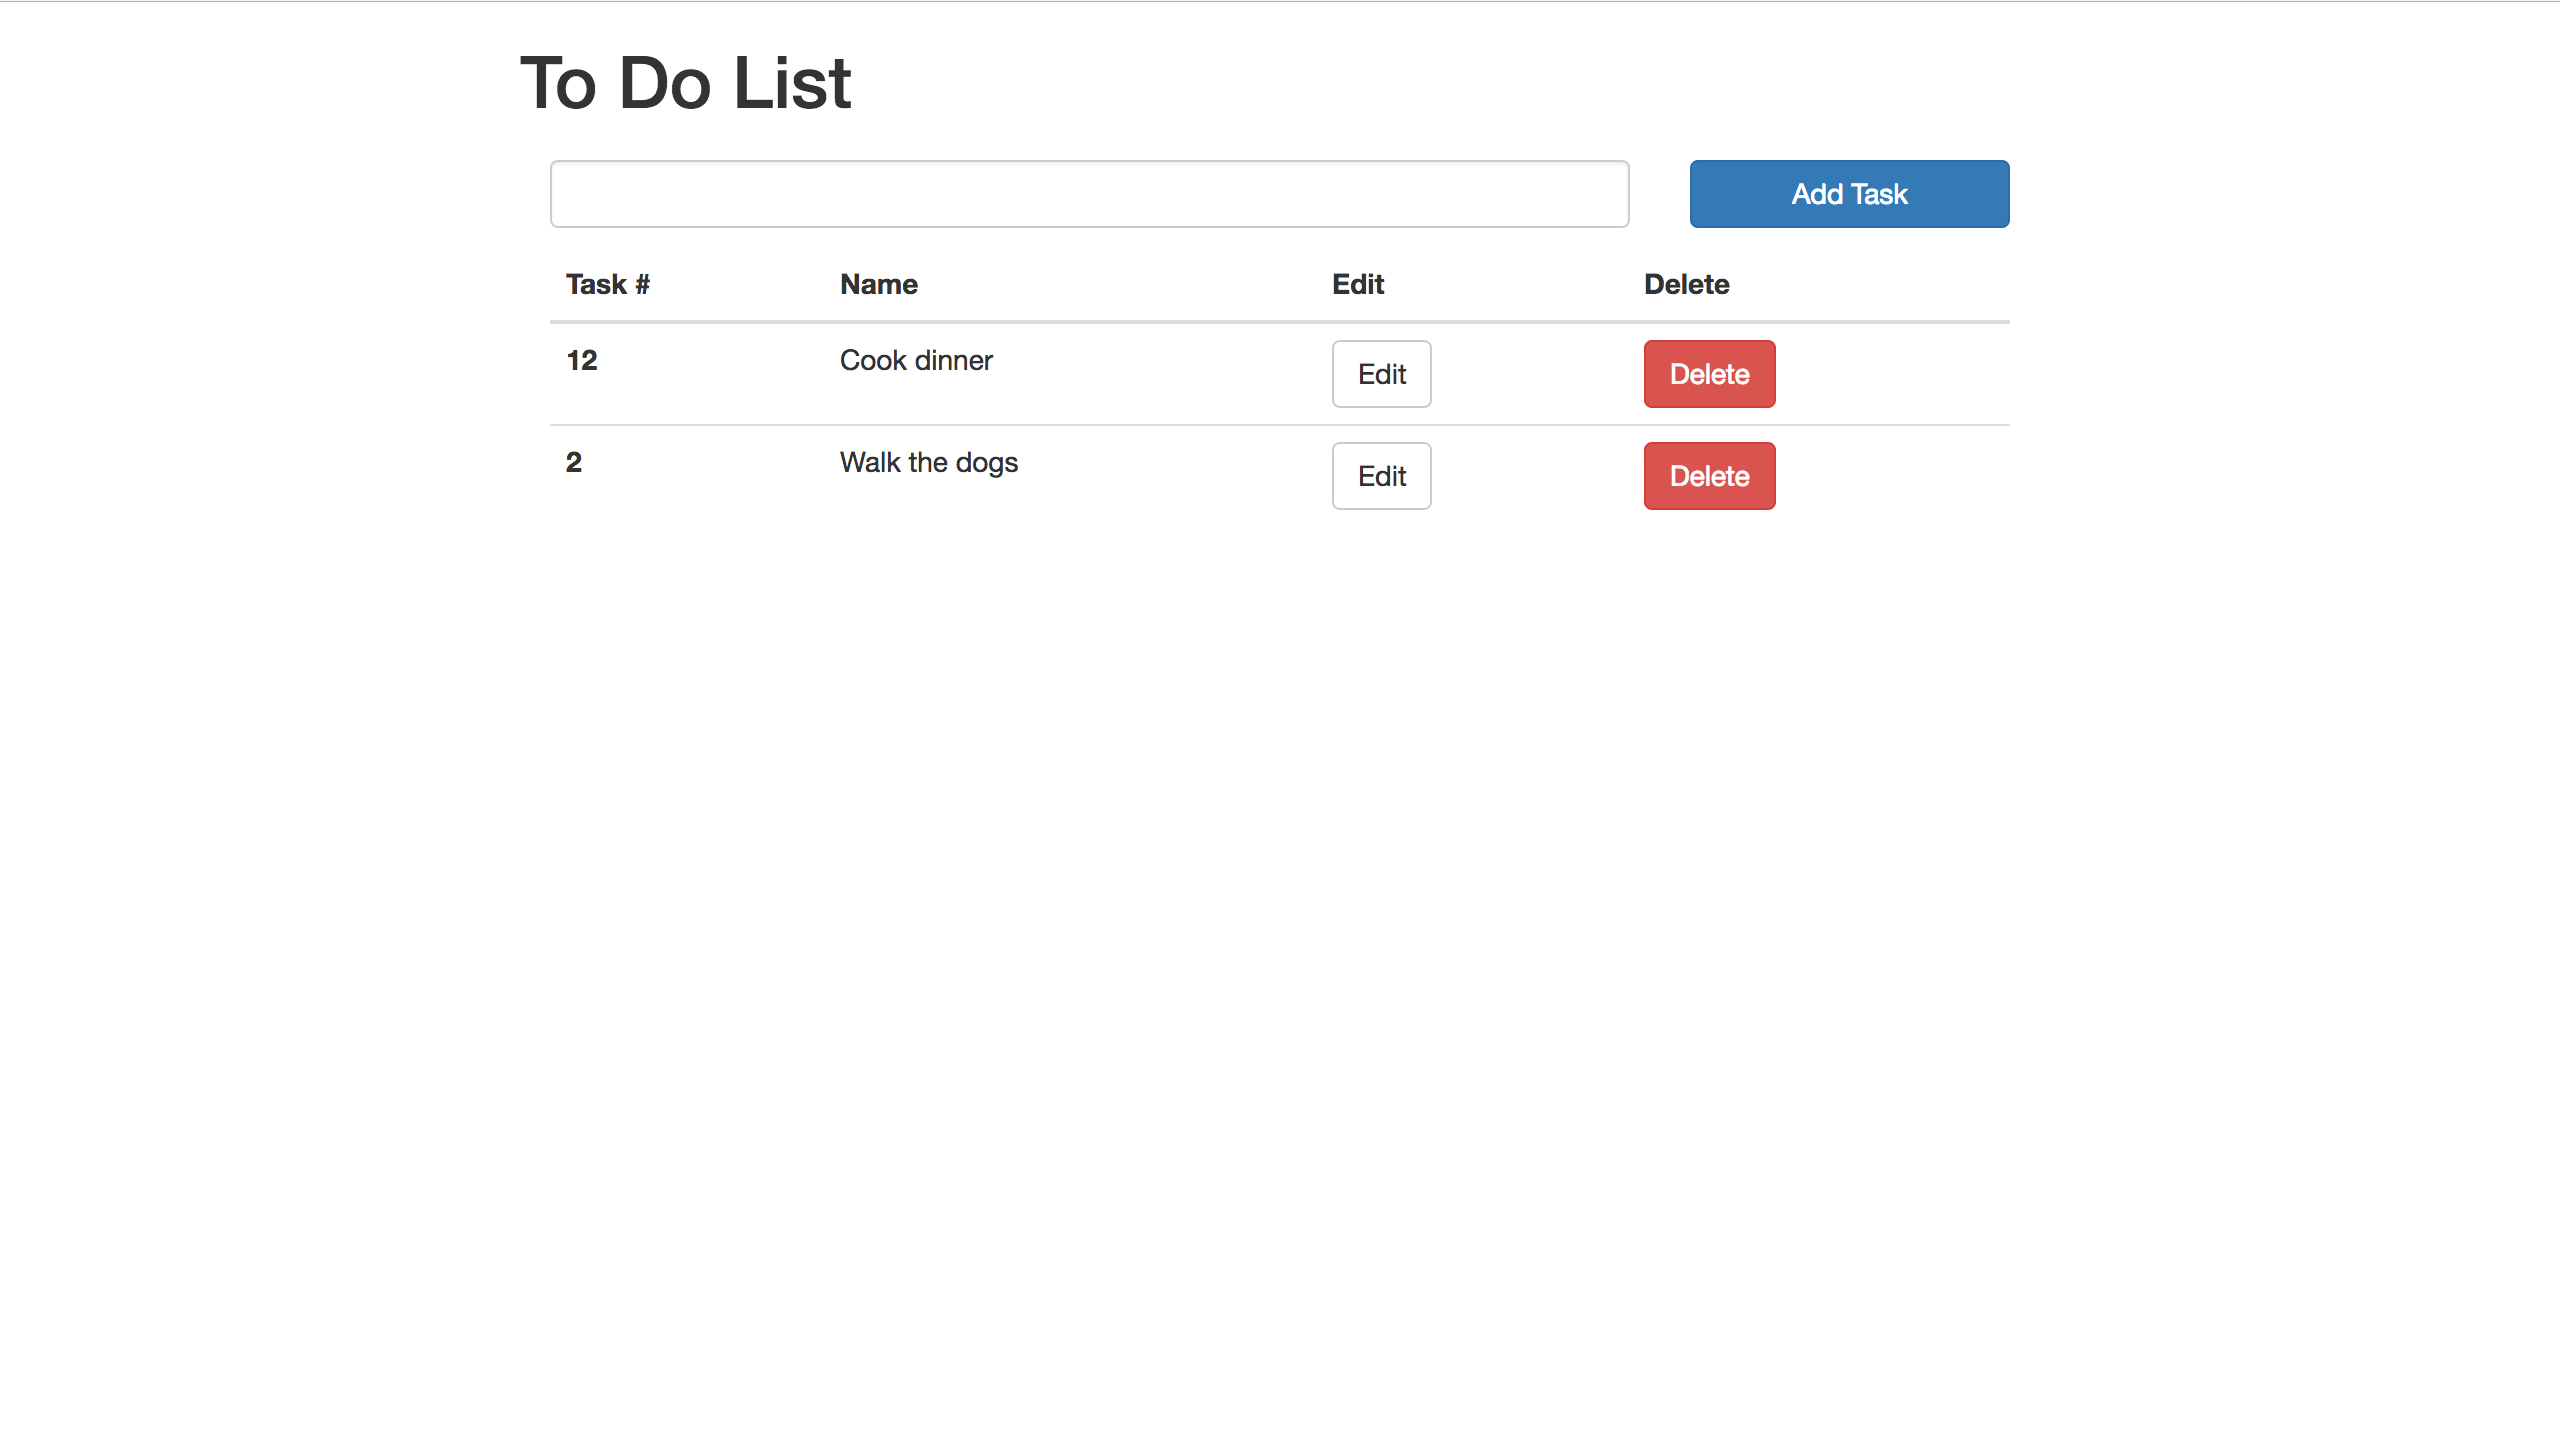 To Do List
Add Task
Task # Name Edit Delete
12 Cook dinner Edit Delete
2 Walk the dogs Edit Delete